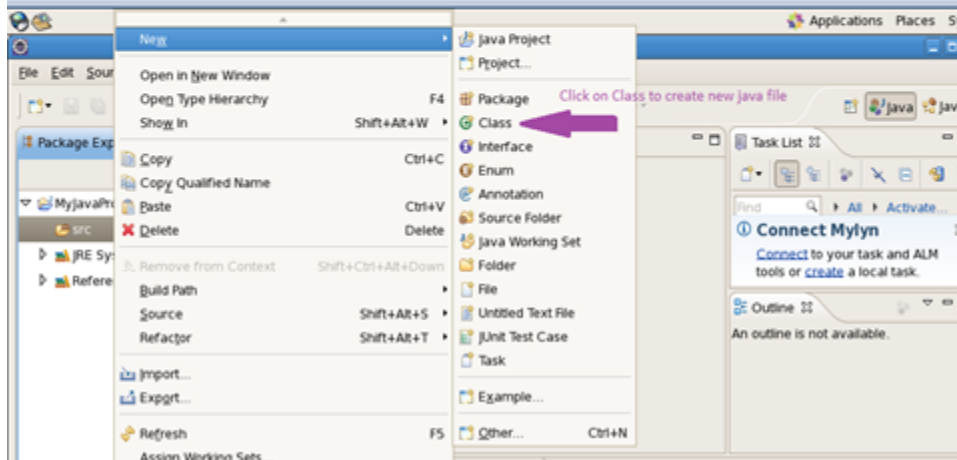 Applications Places S
File Edit Sour
Java Jav
Package Exp
MyJavaPro
src
JRE Sy
Refere
New
Open in New Window
Open Type Hierarchy F4
Show In Shift+Alt+W
Copy Ctrl+C
Copy Qualified Name
Paste Ctrl+V
Delete Delete
Remove from Context Shift+Ctrl+Alt+Down
Build Path
Source Shift+Alt+S
Refactor Shift+Alt+T
Import...
Export...
Refresh F5
Assign Working Sets...
Java Project
Project...
Package
Click on Class to create new java file
Class
Interface
Enum
Annotation
Source Folder
Java Working Set
Folder
File
Untitled Text File
JUnit Test Case
Task
Example...
Other... Ctrl+N
Task List
Find All Activate...
Connect Mylyn
Connect to your task and ALM
tools or create a local task.
Outline
An outline is not available.